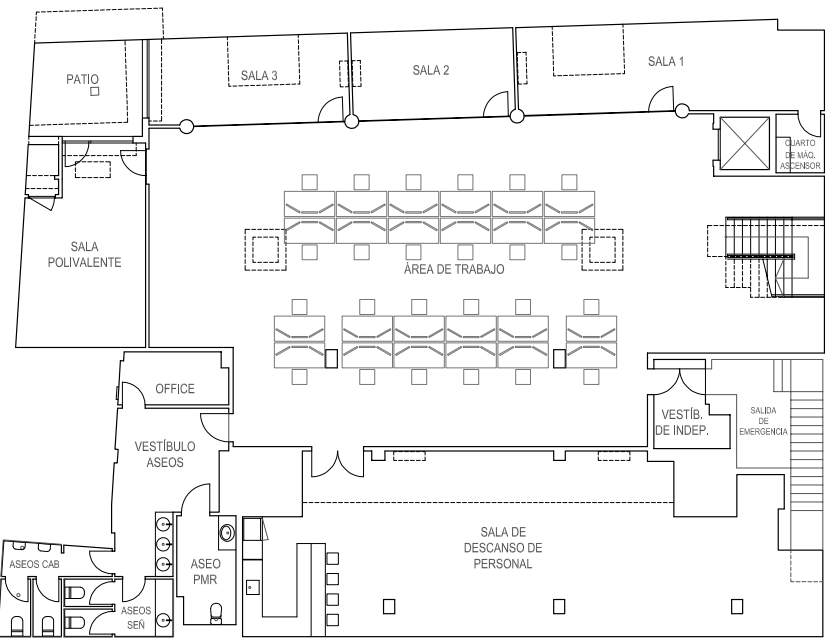 PATIO
SALA 3
SALA 2
SALA 1
CUARTO
DE MÁQ.
ASCENSOR
SALA
POLIVALENTE
ÁREA DE TRABAJO
OFFICE
VESTÍB.
DE INDEP.
SALIDA
DE
EMERGENCIA
VESTÍBULO
ASEOS
SALA DE
DESCANSO DE
PERSONAL
ASEOS CAB
ASEO
PMR
ASEOS
SEÑ